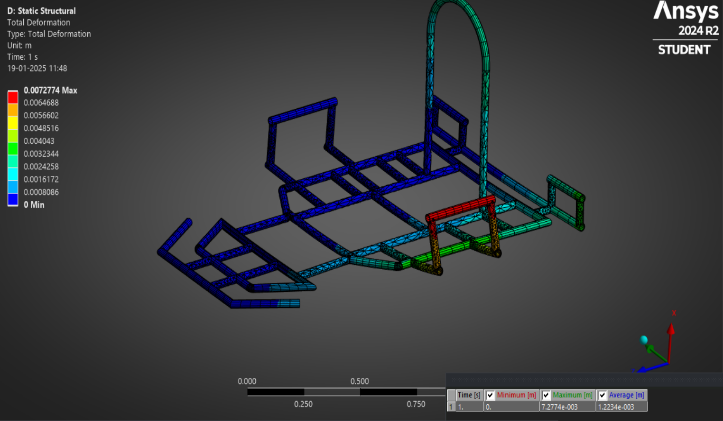 D: Static Structural
Total Deformation
Type: Total Deformation
Unit: m
Time: 1 s
19-01-2025 11:48
0.0072774 Max
0.0064688
0.0056602
0.0048516
0.004043
0.0032344
0.0024258
0.0016172
0.0008086
0 Min
Ansys
2024 R2
STUDENT
0.000
0.500
0.250
0.750
Time [s] Minimum [m] Maximum [m] Average [m]
1 1. 0. 7.2774e-003 1.2234e-003